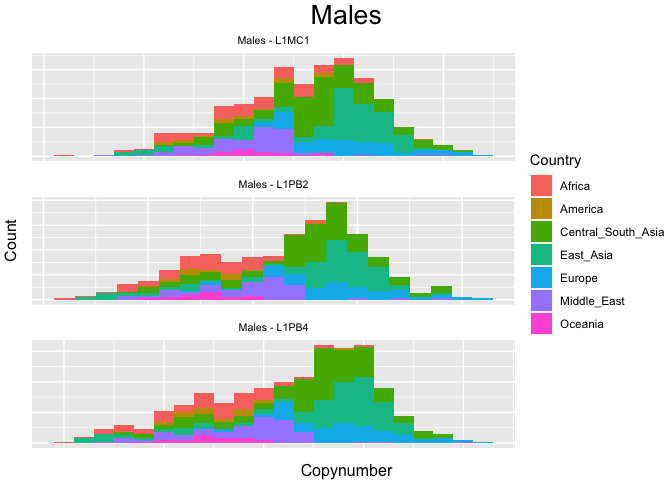 Males
Males - L1MC1
Males - L1PB2
Males - L1PB4
Count
Copynumber
Country
Africa
America
Central_South_Asia
East_Asia
Europe
Middle_East
Oceania